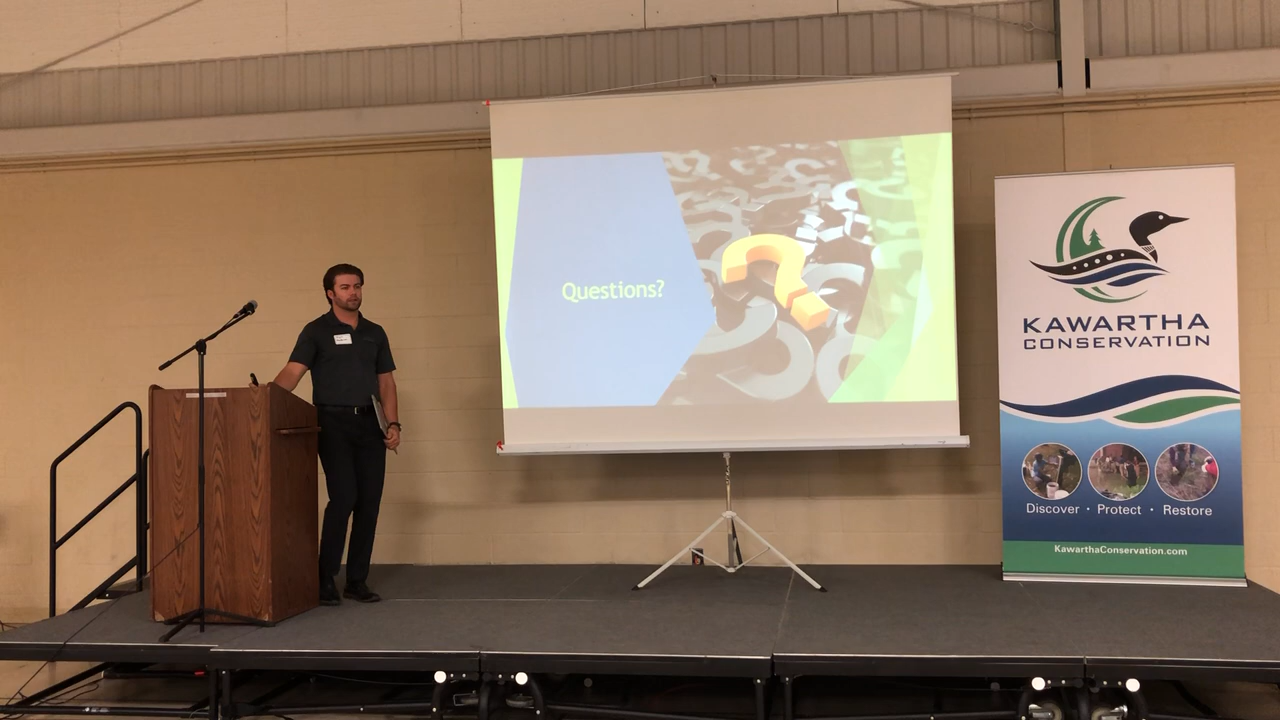 Questions?
KAWARTHA
CONSERVATION
Discover · Protect · Restore
KawarthaConservation.com